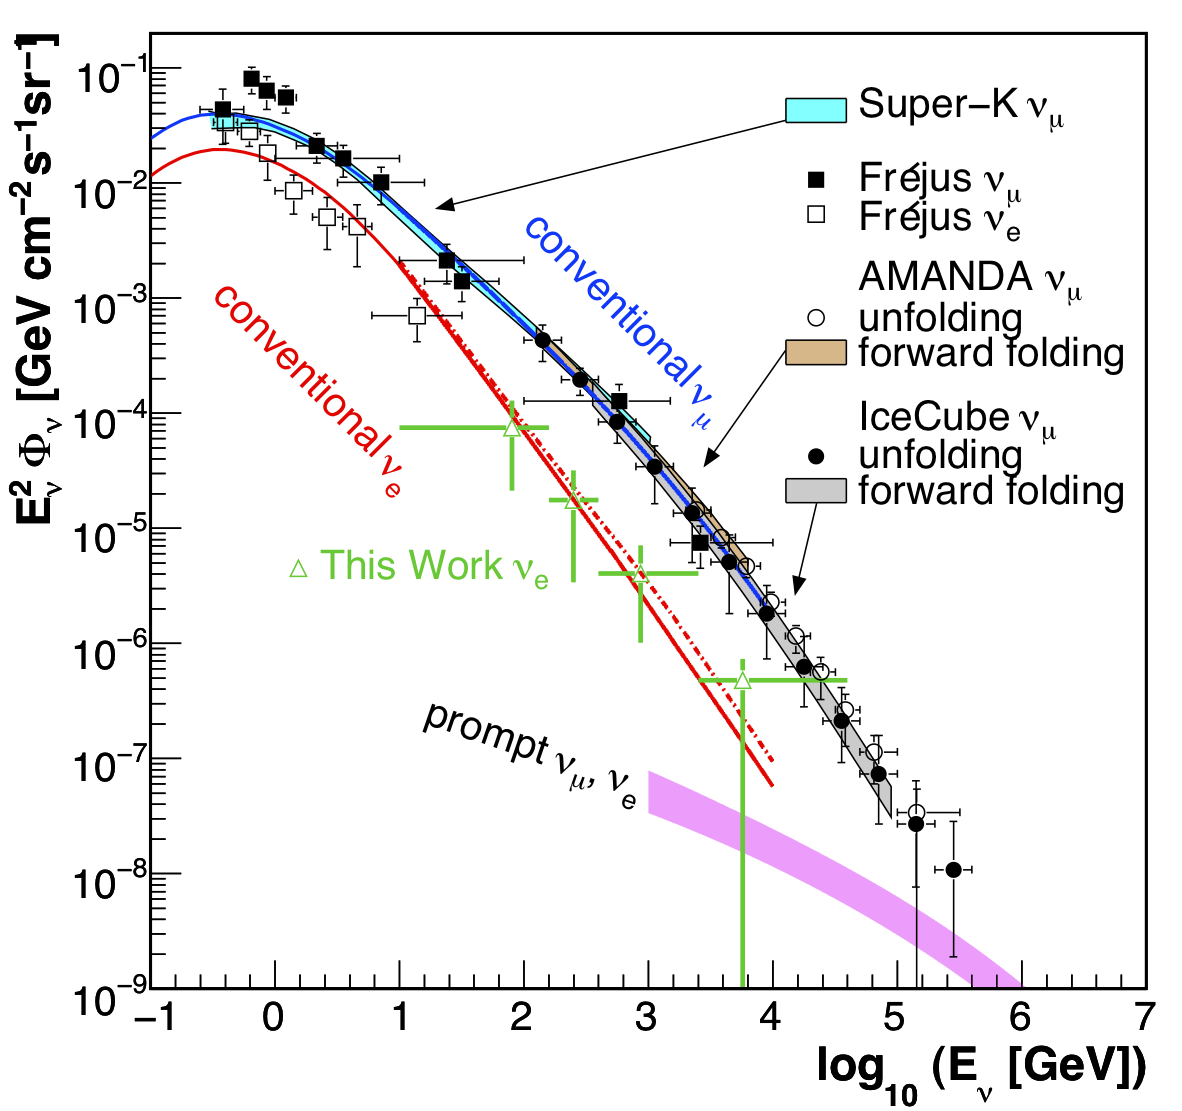 E²ν Φν [GeV cm⁻²s⁻¹sr⁻¹]
10⁻¹
10⁻²
10⁻³
10⁻⁴
10⁻⁵
10⁻⁶
10⁻⁷
10⁻⁸
10⁻⁹
Super−K νμ
Fréjus νμ
Fréjus νe
AMANDA νμ
unfolding
forward folding
IceCube νμ
unfolding
forward folding
conventional νμ
conventional νe
This Work νe
prompt νμ, νe
−1 0 1 2 3 4 5 6 7
log₁₀ (Eν [GeV])